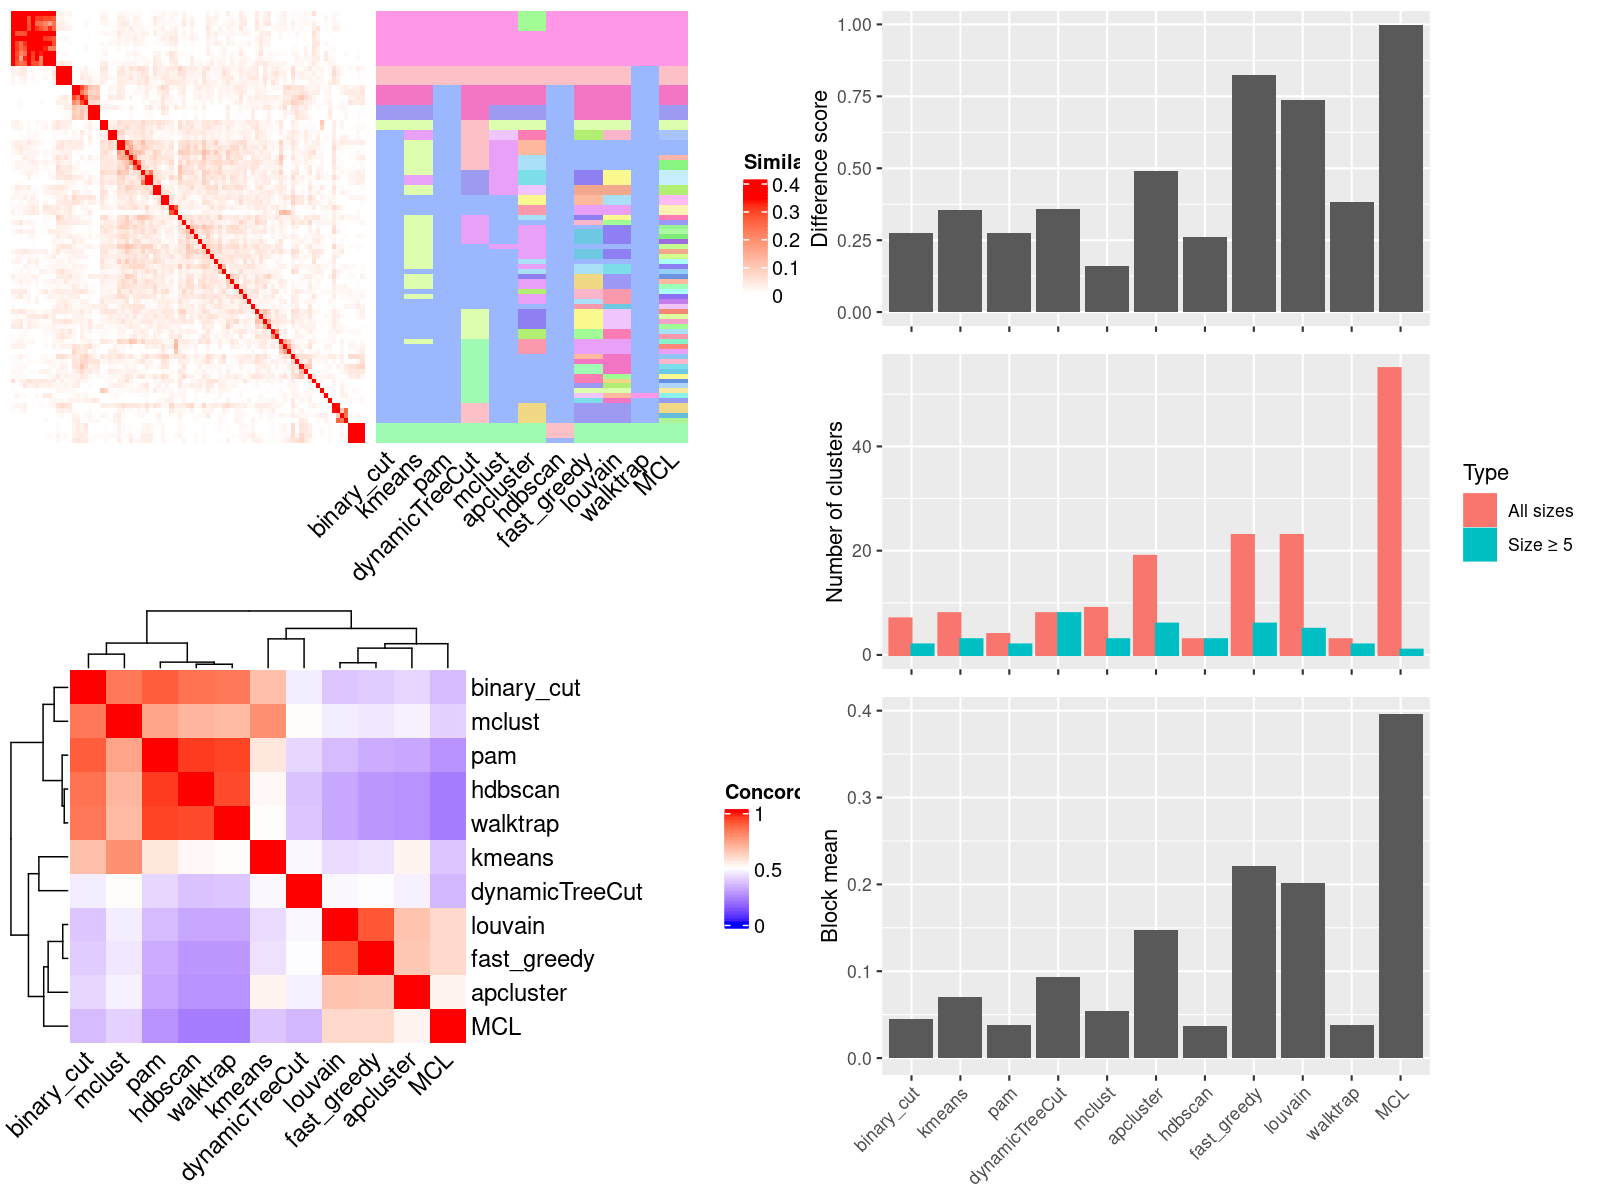 Simila
0.4
0.3
0.2
0.1
0
binary_cut
kmeans
pam
dynamicTreeCut
mclust
apcluster
hdbscan
fast_greedy
louvain
walktrap
MCL
Concord
1
0.5
0
binary_cut
mclust
pam
hdbscan
walktrap
kmeans
dynamicTreeCut
louvain
fast_greedy
apcluster
MCL
binary_cut
mclust
pam
hdbscan
walktrap
kmeans
dynamicTreeCut
louvain
fast_greedy
apcluster
MCL
Difference score
1.00
0.75
0.50
0.25
0.00
Number of clusters
40
20
0
Type
All sizes
Size ≥ 5
Block mean
0.4
0.3
0.2
0.1
0.0
binary_cut
kmeans
pam
dynamicTreeCut
mclust
apcluster
hdbscan
fast_greedy
louvain
walktrap
MCL